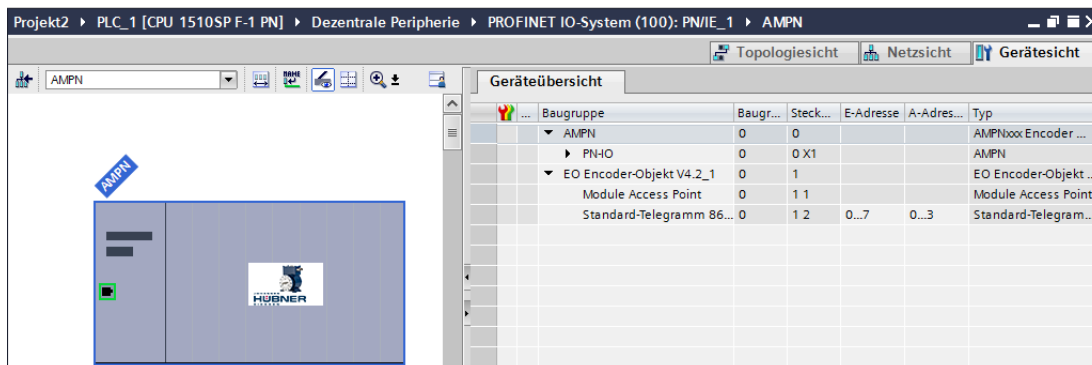 Projekt2 ▸ PLC_1 [CPU 1510SP F-1 PN] ▸ Dezentrale Peripherie ▸ PROFINET IO-System (100): PN/IE_1 ▸ AMPN
Topologiesicht Netzsicht Gerätesicht
AMPN
NAME
Geräteübersicht
... Baugruppe Baugr... Steck... E-Adresse A-Adres... Typ
AMPN 0 0 AMPNxxx Encoder ...
PN-IO 0 0 X1 AMPN
EO Encoder-Objekt V4.2_1 0 1 EO Encoder-Objekt ..
Module Access Point 0 1 1 Module Access Point
Standard-Telegramm 86... 0 1 2 0...7 0...3 Standard-Telegram...
AMPN
HÜBNER